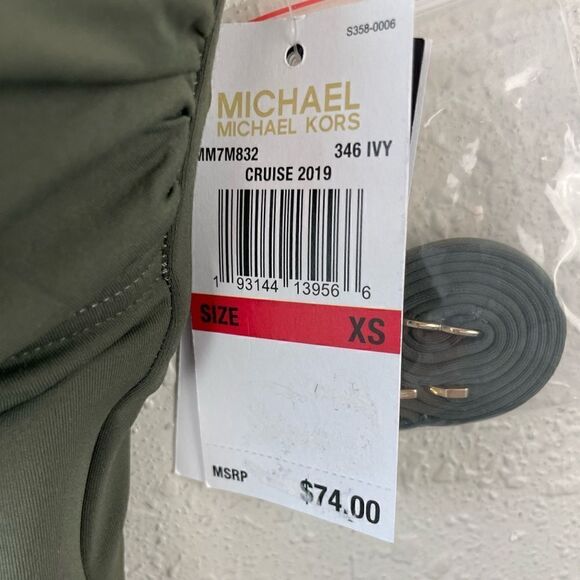 S358-0006
MICHAEL
MICHAEL KORS
MM7M832 346 IVY
CRUISE 2019
1 93144 13956 6
SIZE XS
MSRP $74.00